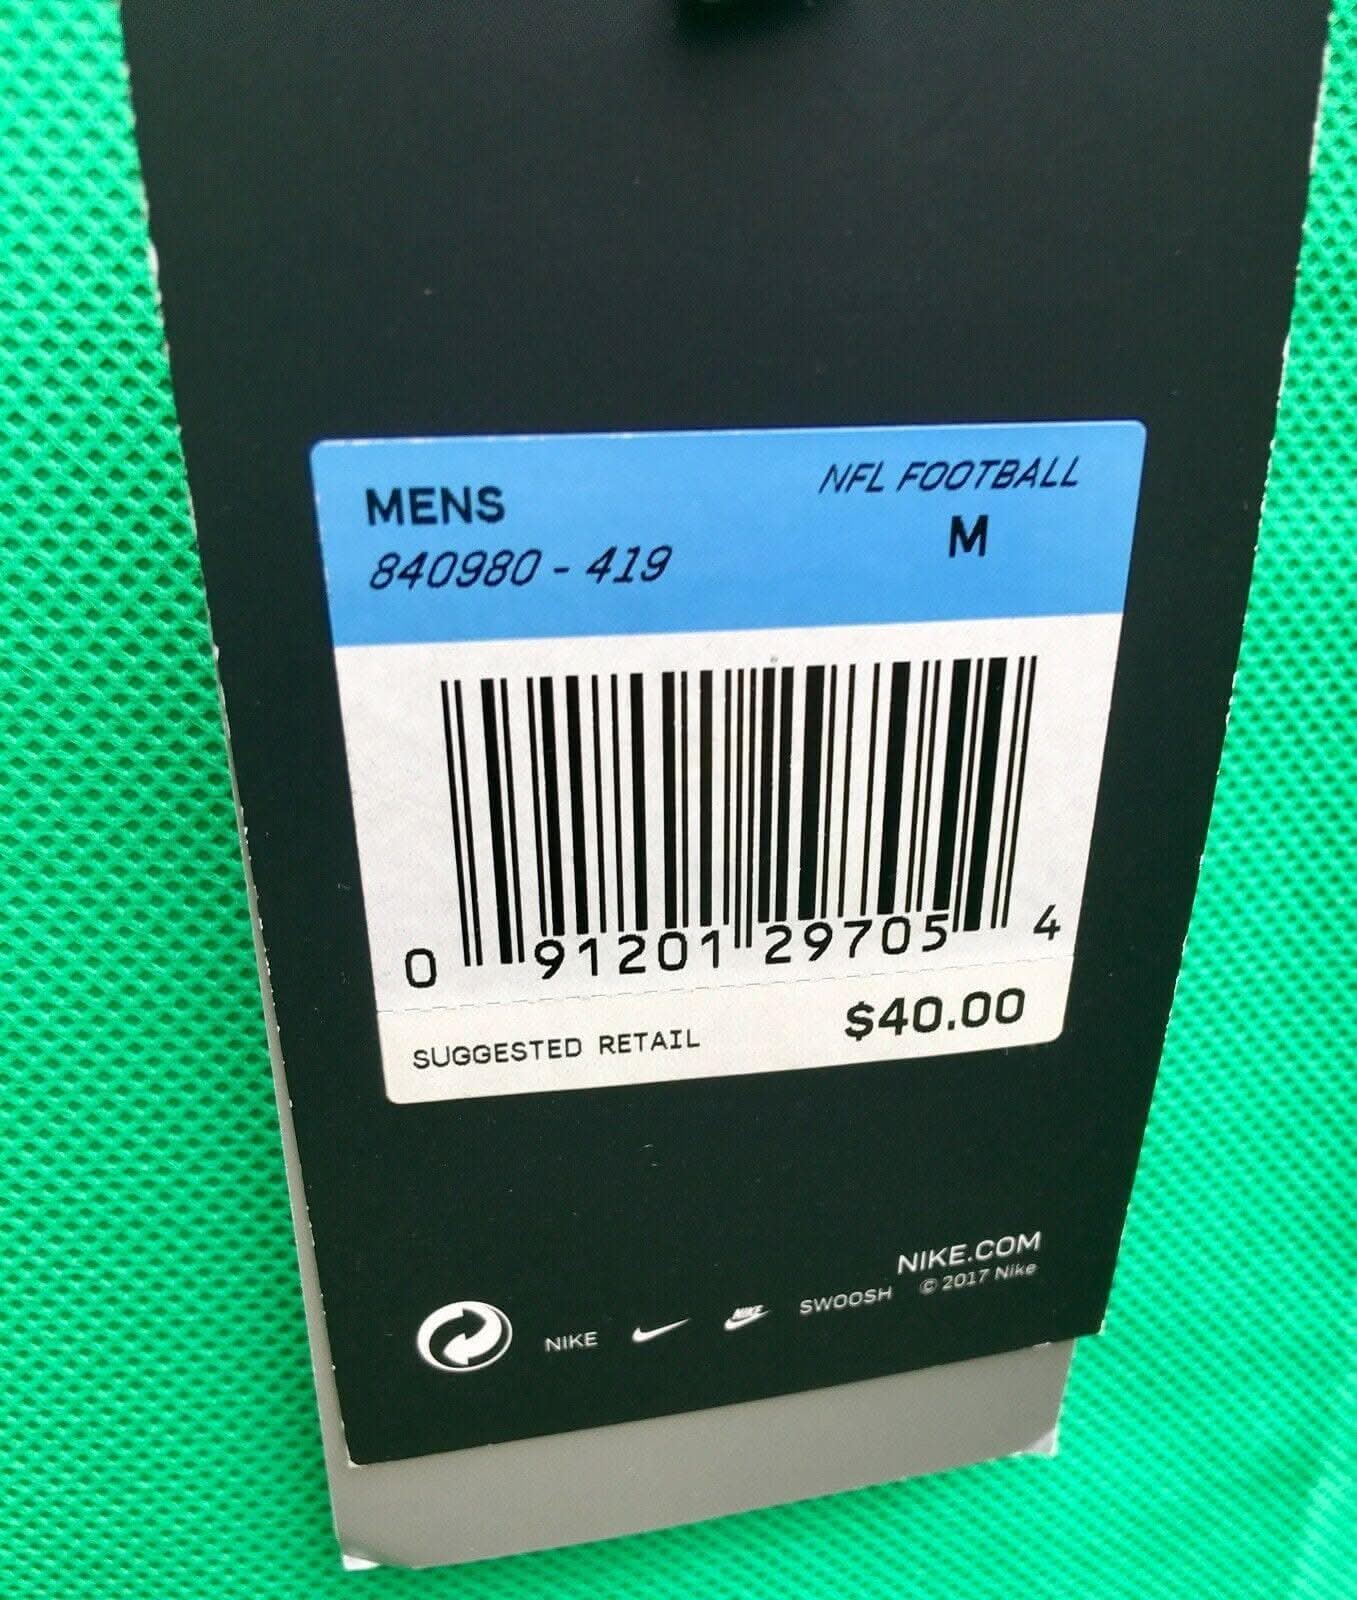 MENS
NFL FOOTBALL
840980 - 419
M
0 91201 29705 4
SUGGESTED RETAIL
$40.00
NIKE.COM
© 2017 Nike
NIKE
NIKE
SWOOSH